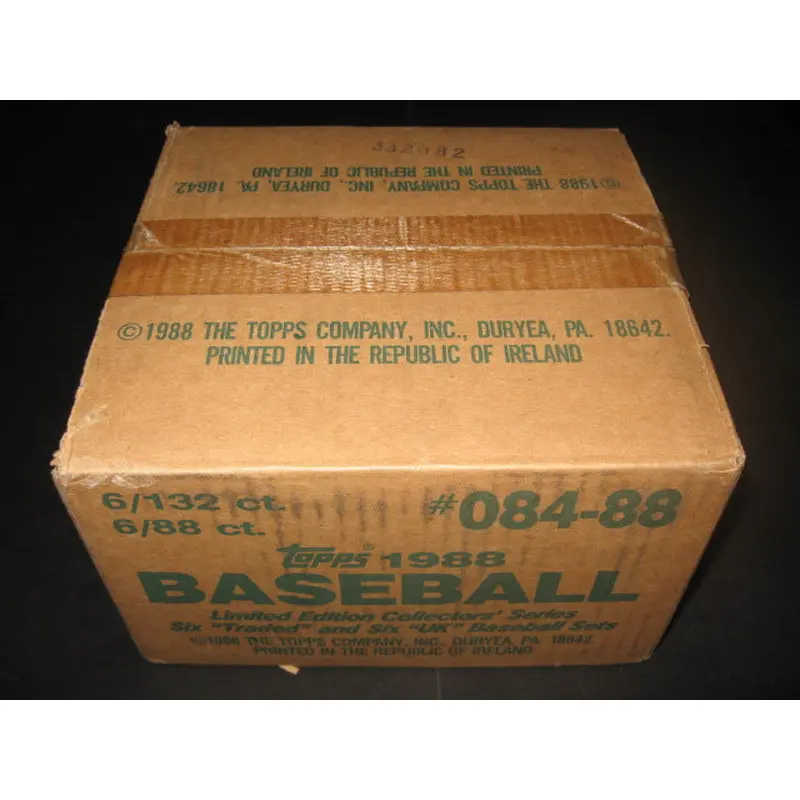 332082
©1988 THE TOPPS COMPANY, INC., DURYEA, PA. 18642.
PRINTED IN THE REPUBLIC OF IRELAND
©1988 THE TOPPS COMPANY, INC., DURYEA, PA. 18642.
PRINTED IN THE REPUBLIC OF IRELAND
6/132 ct.
6/88 ct.
#084-88
TOPPS® 1988
BASEBALL
Limited Edition Collectors' Series
Six "Traded" and Six "UK" Baseball Sets
©1988 THE TOPPS COMPANY, INC., DURYEA, PA. 18642.
PRINTED IN THE REPUBLIC OF IRELAND